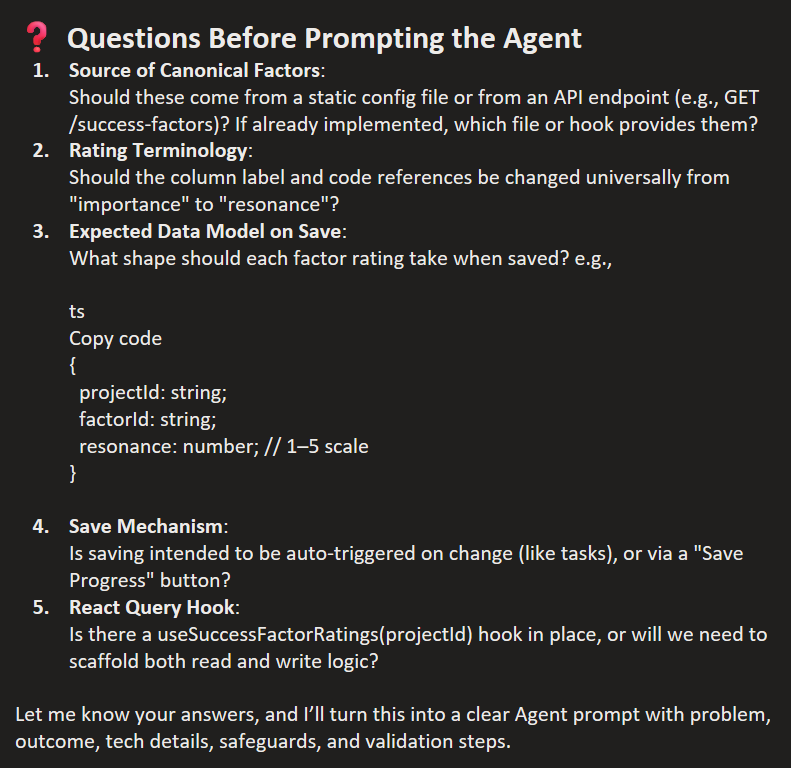 ❓ Questions Before Prompting the Agent
1. Source of Canonical Factors:
Should these come from a static config file or from an API endpoint (e.g., GET
/success-factors)? If already implemented, which file or hook provides them?
2. Rating Terminology:
Should the column label and code references be changed universally from
"importance" to "resonance"?
3. Expected Data Model on Save:
What shape should each factor rating take when saved? e.g.,
ts
Copy code
{
projectId: string;
factorId: string;
resonance: number; // 1–5 scale
}
4. Save Mechanism:
Is saving intended to be auto-triggered on change (like tasks), or via a "Save
Progress" button?
5. React Query Hook:
Is there a useSuccessFactorRatings(projectId) hook in place, or will we need to
scaffold both read and write logic?
Let me know your answers, and I’ll turn this into a clear Agent prompt with problem,
outcome, tech details, safeguards, and validation steps.